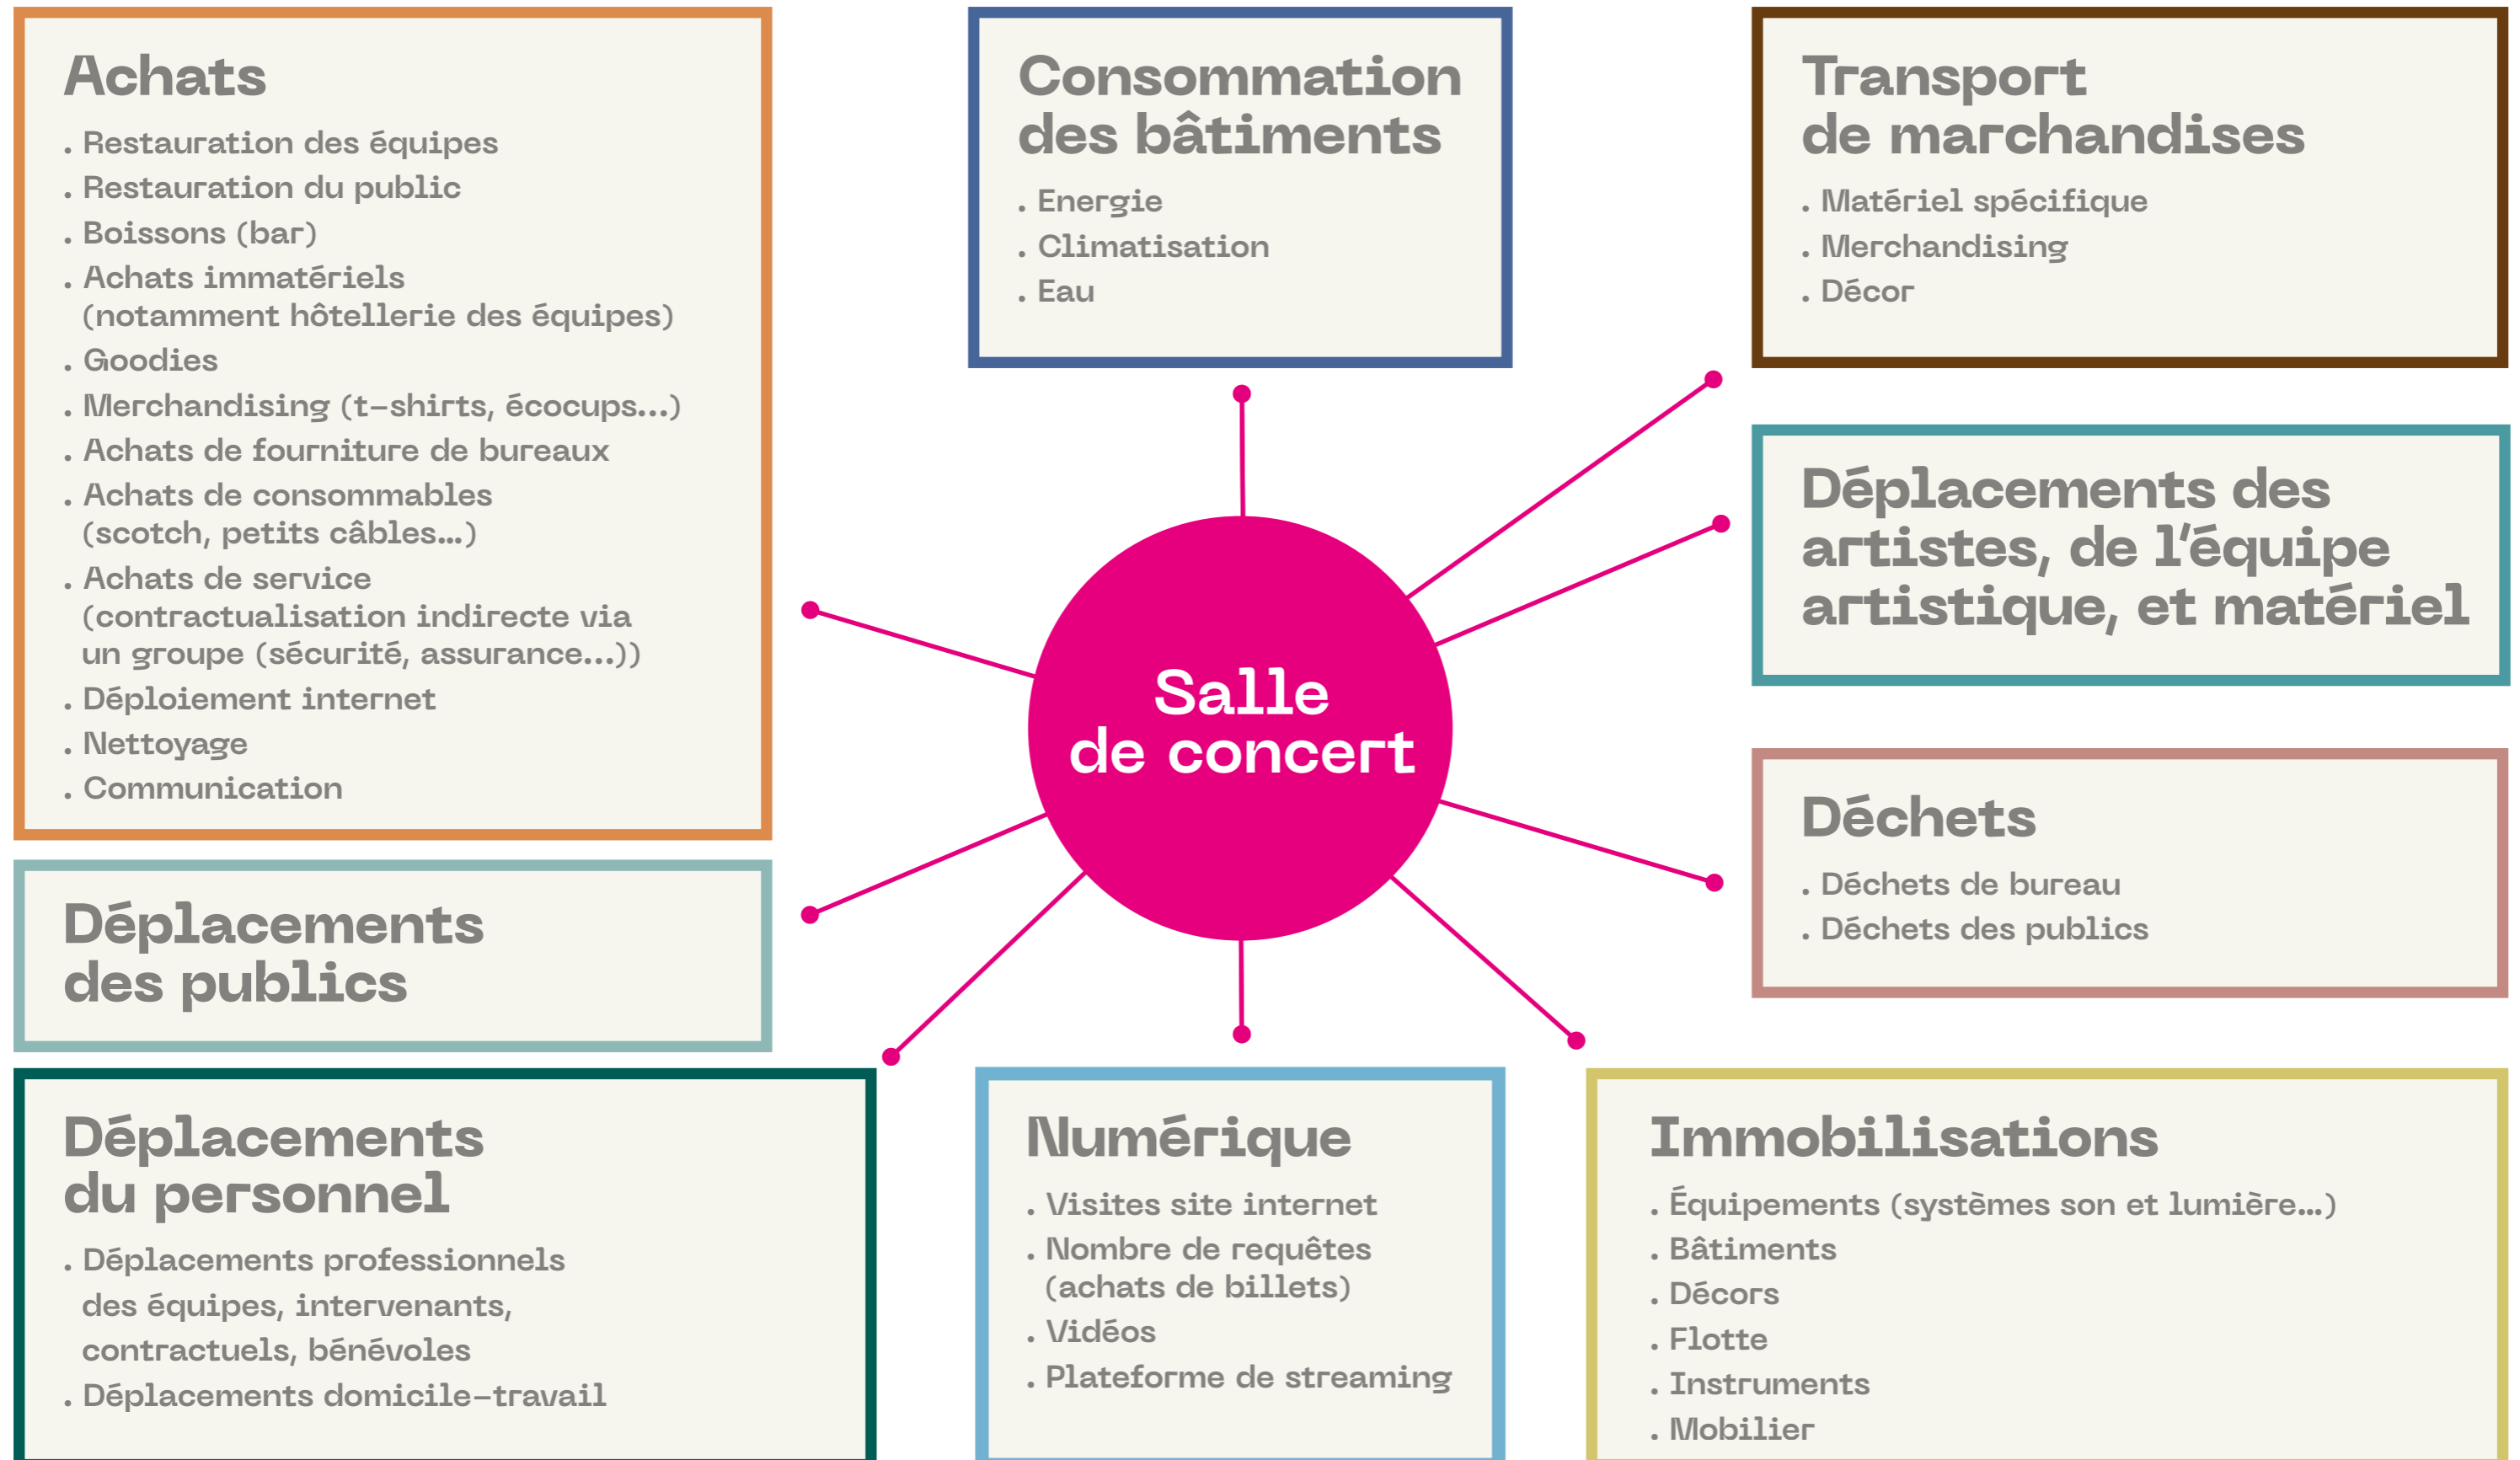 Achats
. Restauration des équipes
. Restauration du public
. Boissons (bar)
. Achats immatériels
(notamment hôtellerie des équipes)
. Goodies
. Merchandising (t-shirts, écocups...)
. Achats de fourniture de bureaux
. Achats de consommables
(scotch, petits câbles...)
. Achats de service
(contractualisation indirecte via
un groupe (sécurité, assurance...))
. Déploiement internet
. Nettoyage
. Communication
Consommation
des bâtiments
. Energie
. Climatisation
. Eau
Transport
de marchandises
. Matériel spécifique
. Merchandising
. Décor
Déplacements des
artistes, de l'équipe
artistique, et matériel
Salle
de concert
Déchets
. Déchets de bureau
. Déchets des publics
Déplacements
des publics
Déplacements
du personnel
. Déplacements professionnels
des équipes, intervenants,
contractuels, bénévoles
. Déplacements domicile-travail
Numérique
. Visites site internet
. Nombre de requêtes
(achats de billets)
. Vidéos
. Plateforme de streaming
Immobilisations
. Équipements (systèmes son et lumière...)
. Bâtiments
. Décors
. Flotte
. Instruments
. Mobilier